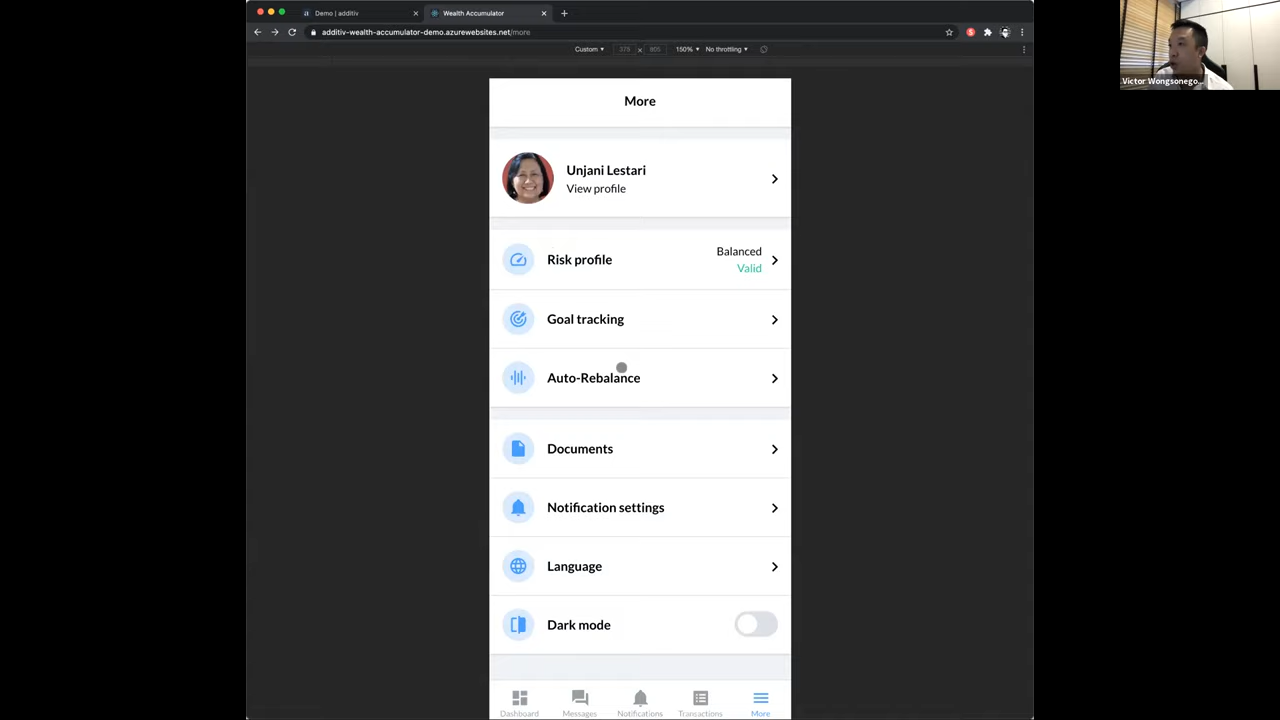 Demo | additiv
Wealth Accumulator
additiv-wealth-accumulator-demo.azurewebsites.net/more
Custom
378 x 805
150%
No throttling
Victor Wongsonego...
More
Unjani Lestari
View profile
Risk profile
Balanced
Valid
Goal tracking
Auto-Rebalance
Documents
Notification settings
Language
Dark mode
Dashboard
Messages
Notifications
Transactions
More